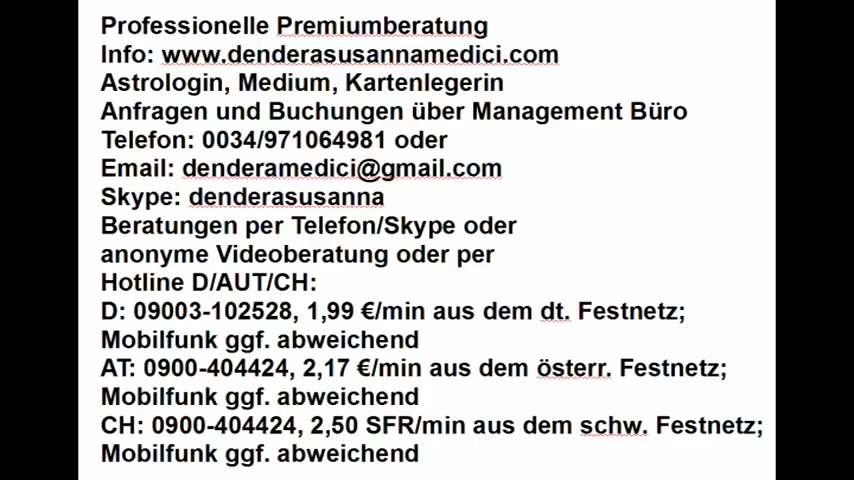 Professionelle Premiumberatung
Info: www.denderasusannamedici.com
Astrologin, Medium, Kartenlegerin
Anfragen und Buchungen über Management Büro
Telefon: 0034/971064981 oder
Email: denderamedici@gmail.com
Skype: denderasusanna
Beratungen per Telefon/Skype oder
anonyme Videoberatung oder per
Hotline D/AUT/CH:
D: 09003-102528, 1,99 €/min aus dem dt. Festnetz;
Mobilfunk ggf. abweichend
AT: 0900-404424, 2,17 €/min aus dem österr. Festnetz;
Mobilfunk ggf. abweichend
CH: 0900-404424, 2,50 SFR/min aus dem schw. Festnetz;
Mobilfunk ggf. abweichend